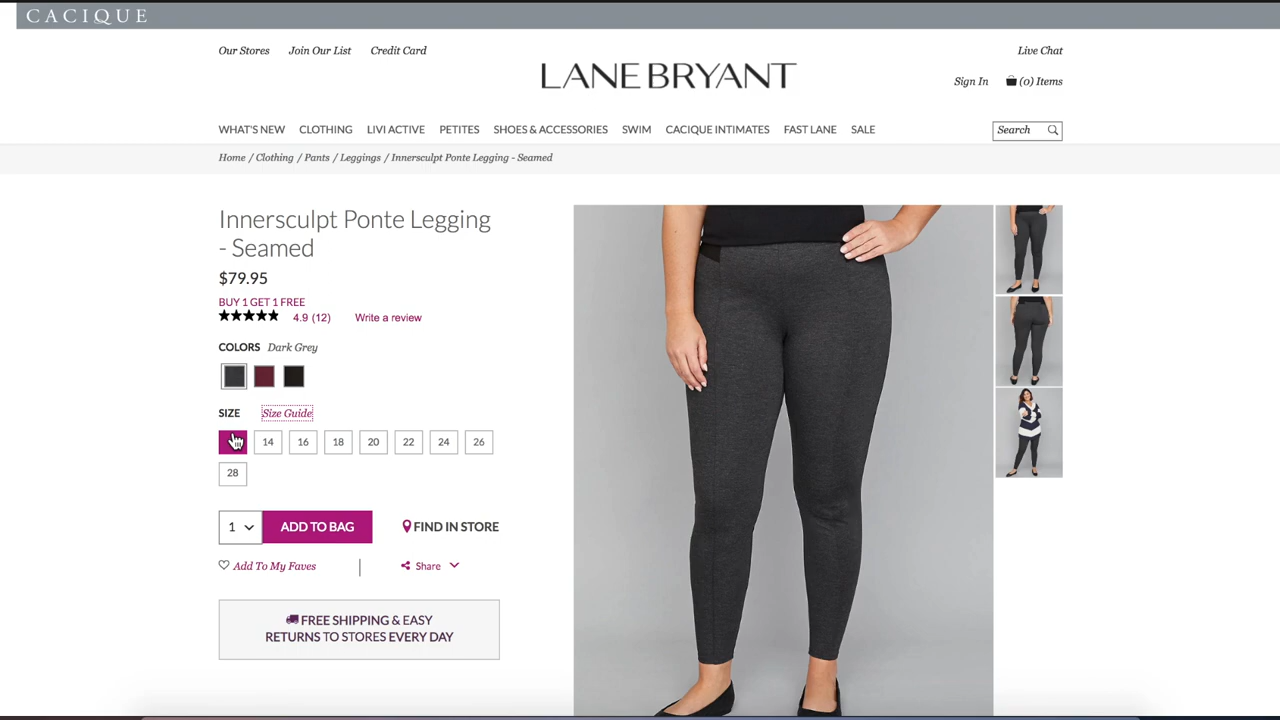 CACIQUE
Our Stores Join Our List Credit Card Live Chat
LANE BRYANT
Sign In (0) Items
WHAT'S NEW CLOTHING LIVI ACTIVE PETITES SHOES & ACCESSORIES SWIM CACIQUE INTIMATES FAST LANE SALE Search
Home / Clothing / Pants / Leggings / Innersculpt Ponte Legging - Seamed
Innersculpt Ponte Legging
- Seamed
$79.95
BUY 1 GET 1 FREE
4.9 (12) Write a review
COLORS Dark Grey
SIZE Size Guide
14 16 18 20 22 24 26
28
1 ADD TO BAG FIND IN STORE
Add To My Faves | Share
FREE SHIPPING & EASY
RETURNS TO STORES EVERY DAY